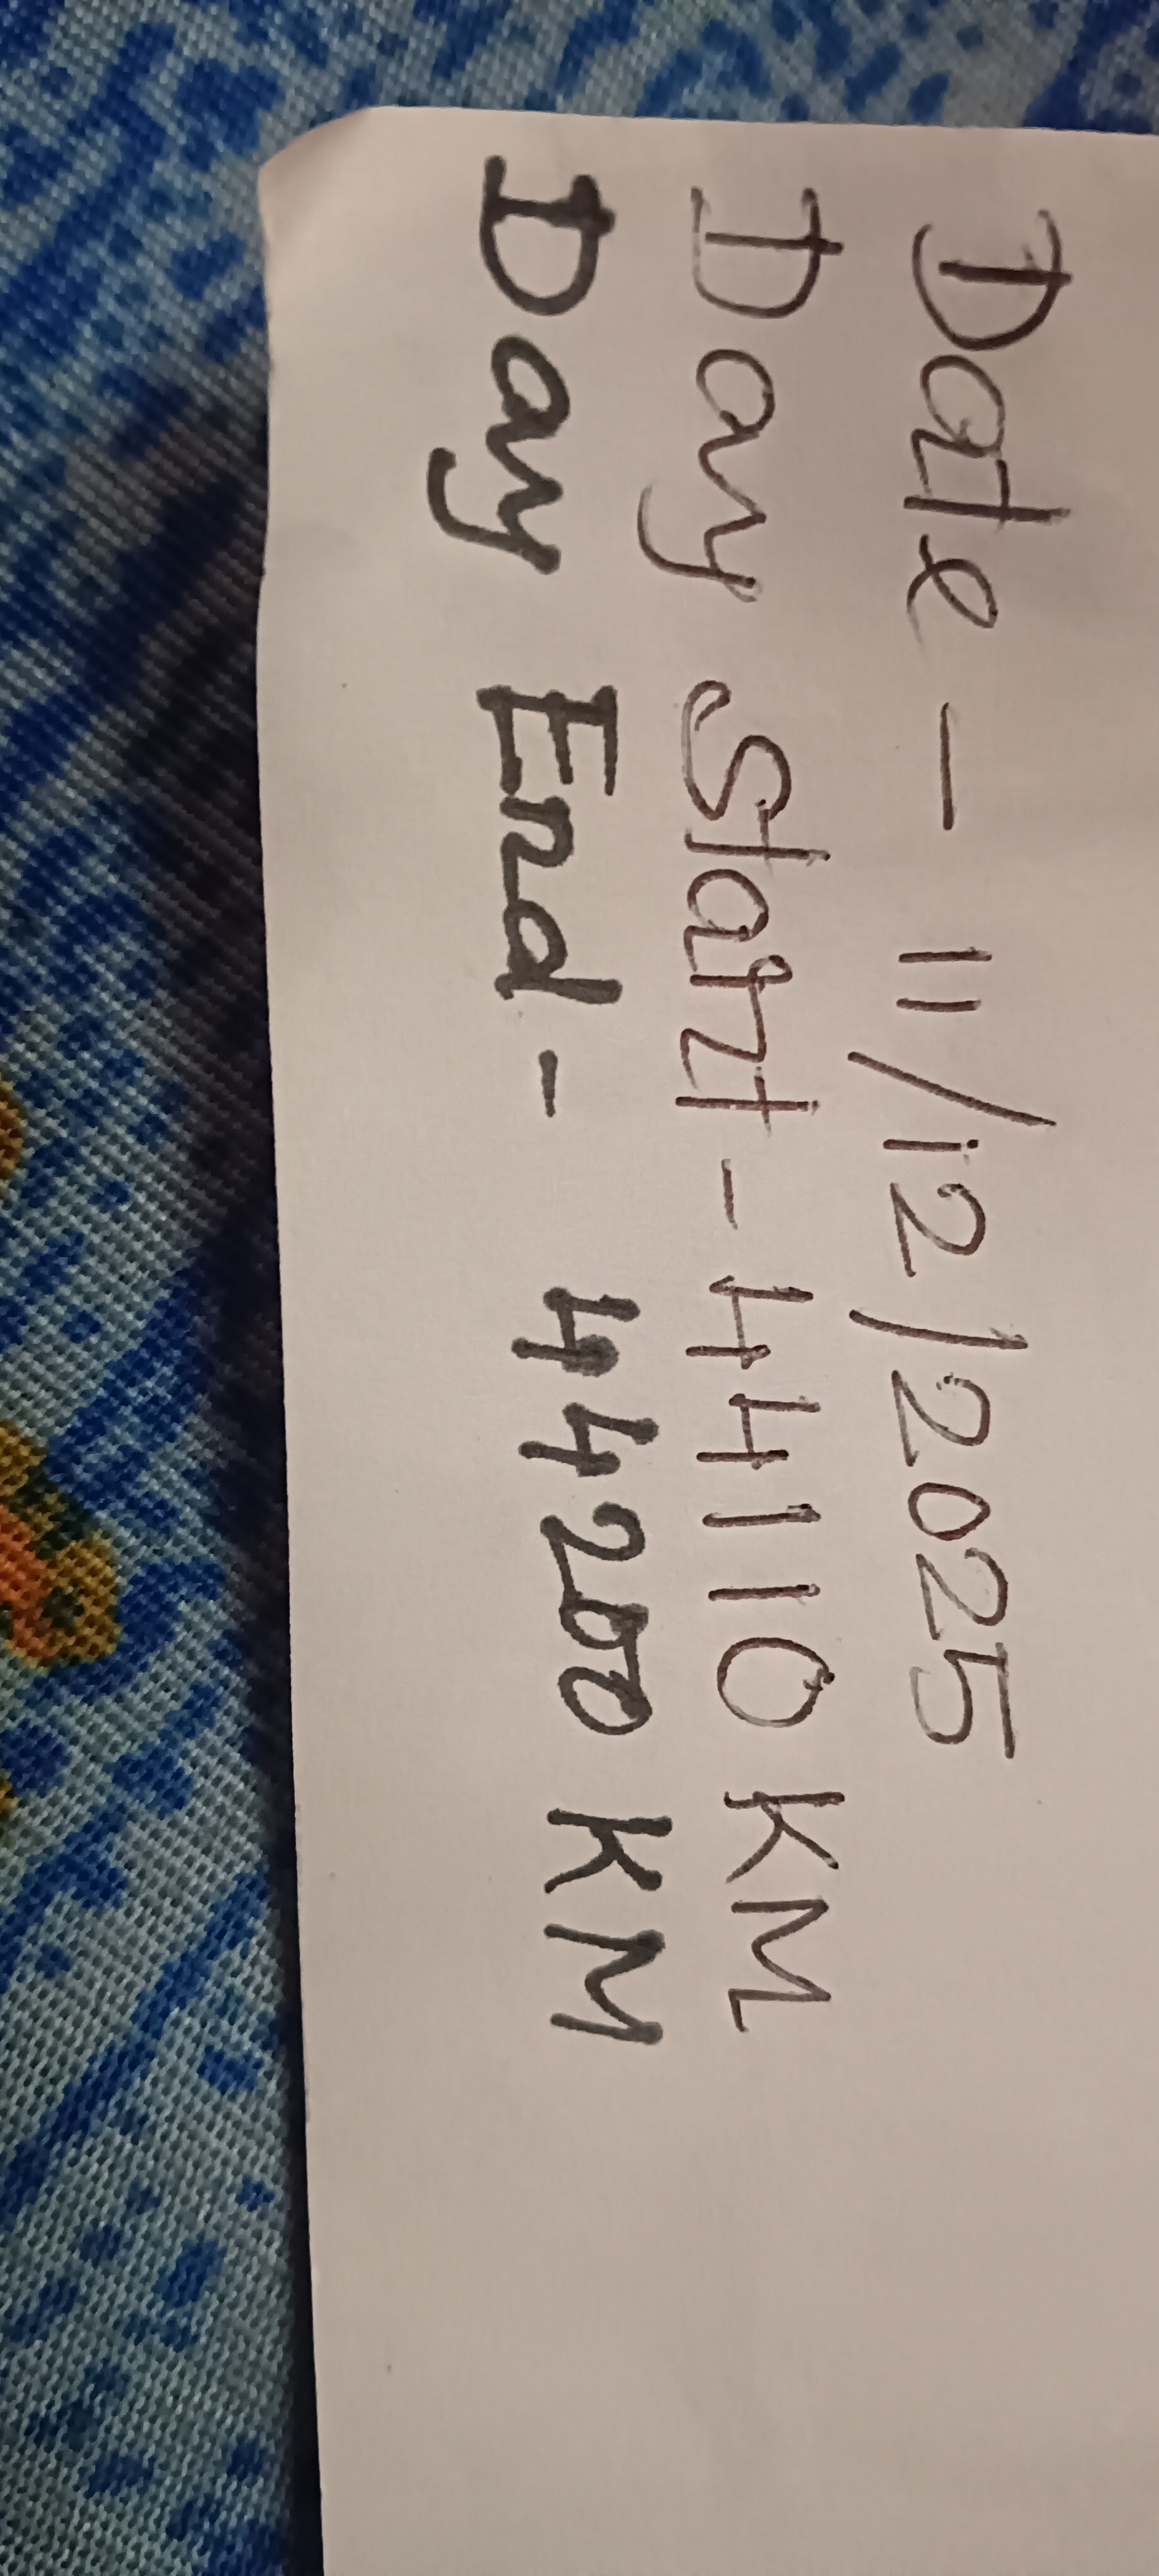 Date - 11/12/2025
Day Start - 44110 KM
Day End - 44200 KM